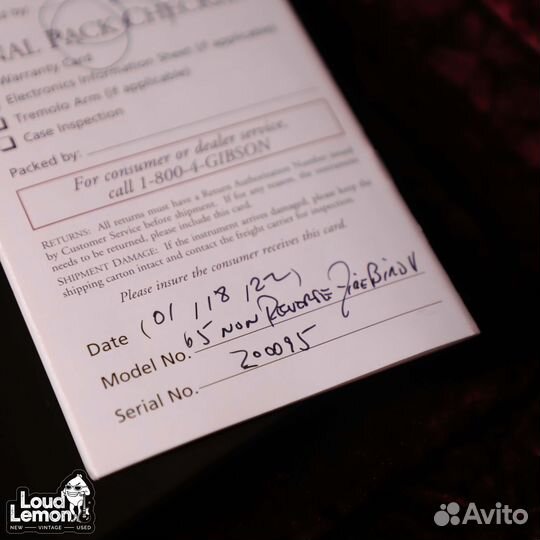 by:
NAL PACK CHECK
Warranty Card
Electronics Information Sheet (if applicable)
Tremolo Arm (if applicable)
Case Inspection
Packed by:
For consumer or dealer service,
call 1-800-4-GIBSON
RETURNS: All returns must have a Return Authorization Number issued
by Customer Service before shipment. If for any reason, the instrument
needs to be returned, please include this card.
SHIPMENT DAMAGE: If the instrument arrives damaged, please keep the
shipping carton intact and contact the freight carrier for inspection
Please insure the consumer receives this card.
Date (01 / 18 / 22)
Model No. 65 NON REVERSE FIREBIRD V
Serial No. 200095
Loud
Lemon
NEW VINTAGE USED
Avito